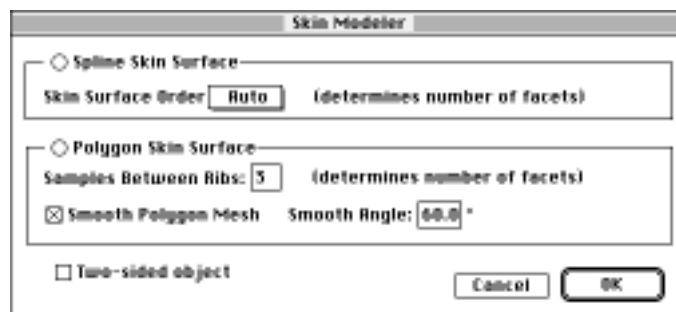 Skin Modeler
Spline Skin Surface
Skin Surface Order Auto (determines number of facets)
Polygon Skin Surface
Samples Between Ribs: 3 (determines number of facets)
Smooth Polygon Mesh Smooth Angle: 60.0 °
Two-sided object
Cancel OK